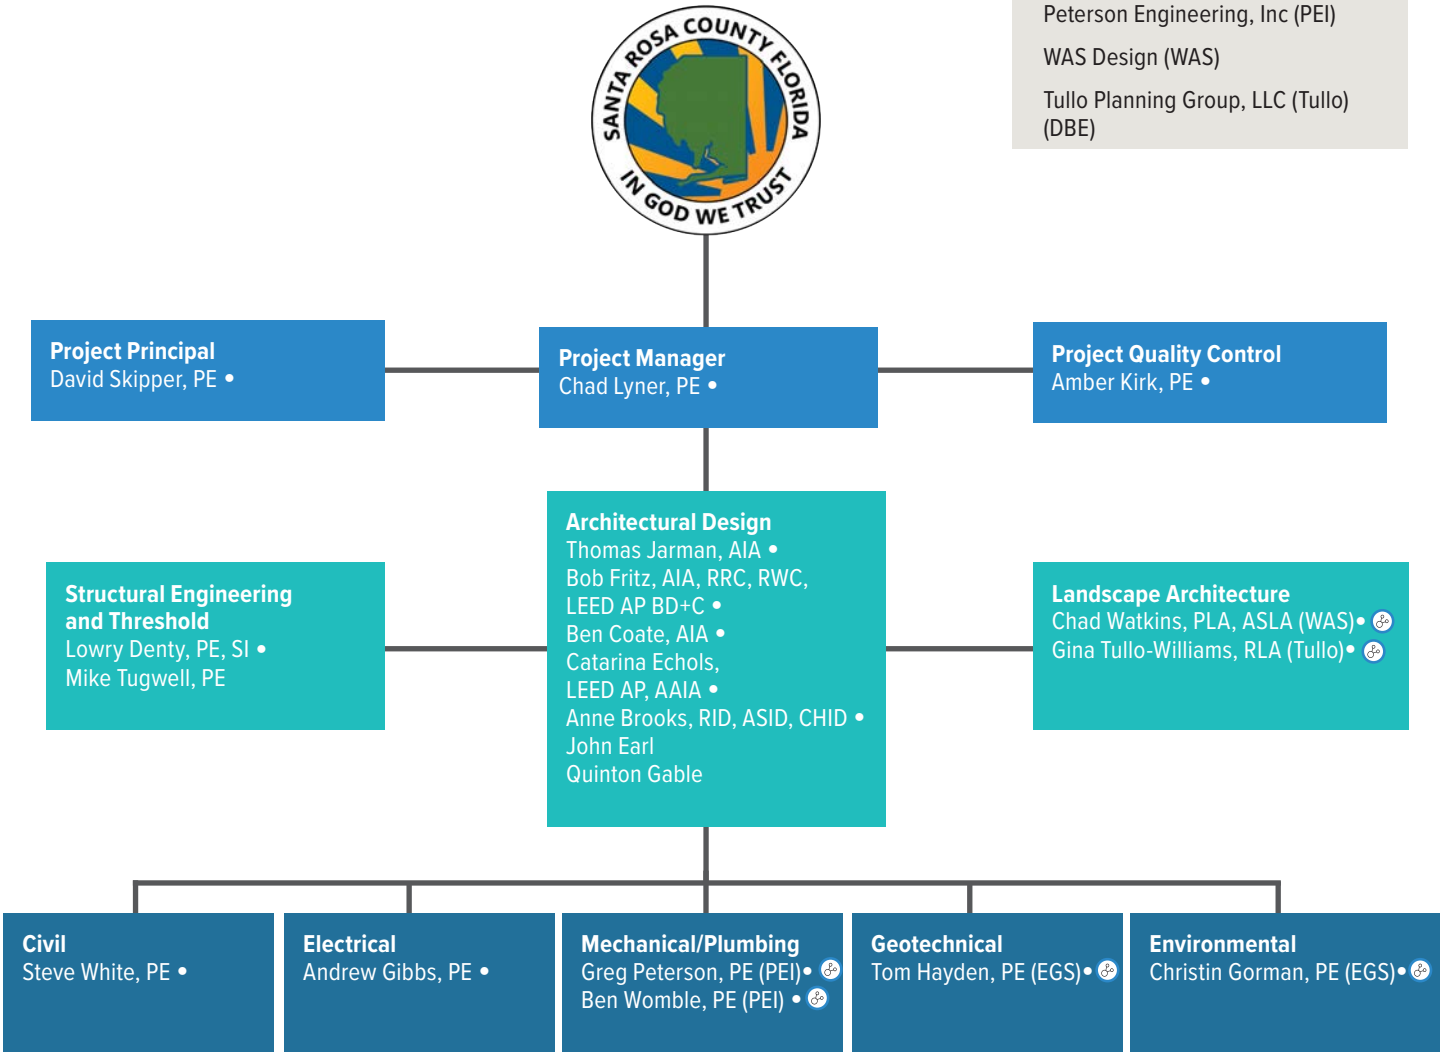 Peterson Engineering, Inc (PEI)
WAS Design (WAS)
Tullo Planning Group, LLC (Tullo)
(DBE)
SANTA ROSA COUNTY FLORIDA
IN GOD WE TRUST
Project Principal
David Skipper, PE •
Project Manager
Chad Lyner, PE •
Project Quality Control
Amber Kirk, PE •
Architectural Design
Thomas Jarman, AIA •
Bob Fritz, AIA, RRC, RWC,
LEED AP BD+C •
Ben Coate, AIA •
Catarina Echols,
LEED AP, AAIA •
Anne Brooks, RID, ASID, CHID •
John Earl
Quinton Gable
Structural Engineering
and Threshold
Lowry Denty, PE, SI •
Mike Tugwell, PE
Landscape Architecture
Chad Watkins, PLA, ASLA (WAS)•
Gina Tullo-Williams, RLA (Tullo)•
Civil
Steve White, PE •
Electrical
Andrew Gibbs, PE •
Mechanical/Plumbing
Greg Peterson, PE (PEI)•
Ben Womble, PE (PEI) •
Geotechnical
Tom Hayden, PE (EGS)•
Environmental
Christin Gorman, PE (EGS)•